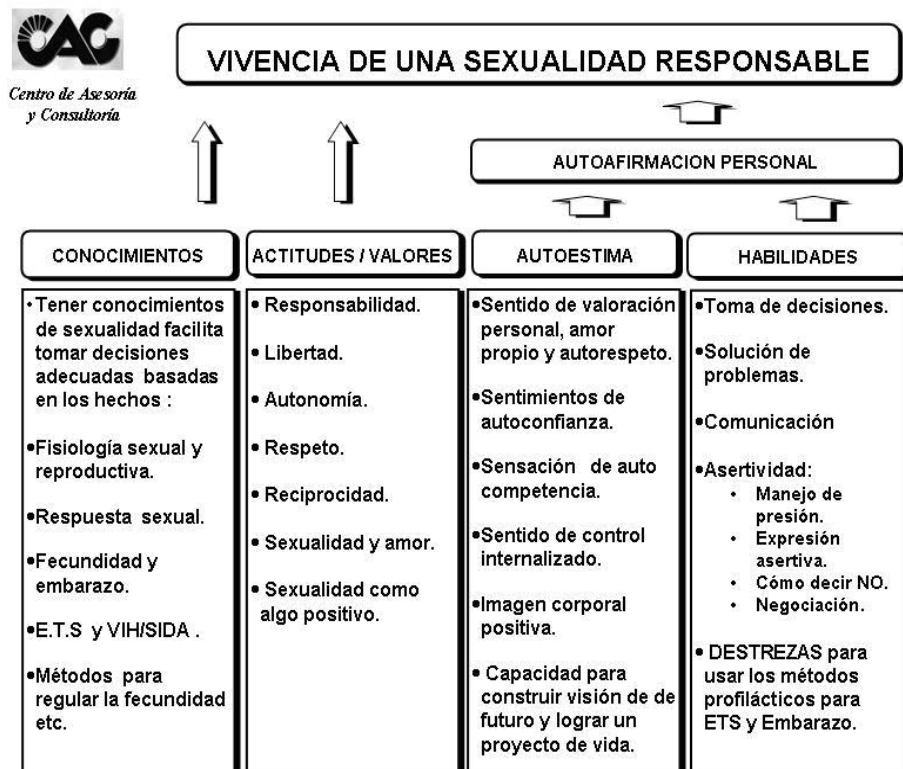 CAC
Centro de Asesoría
y Consultoría
VIVENCIA DE UNA SEXUALIDAD RESPONSABLE
AUTOAFIRMACION PERSONAL
CONOCIMIENTOS
• Tener conocimientos
de sexualidad facilita
tomar decisiones
adecuadas basadas
en los hechos :
•Fisiología sexual y
reproductiva.
•Respuesta sexual.
•Fecundidad y
embarazo.
•E.T.S y VIH/SIDA .
•Métodos para
regular la fecundidad
etc.
ACTITUDES / VALORES
• Responsabilidad.
• Libertad.
• Autonomía.
• Respeto.
• Reciprocidad.
• Sexualidad y amor.
• Sexualidad como
algo positivo.
AUTOESTIMA
•Sentido de valoración
personal, amor
propio y autorespeto.
•Sentimientos de
autoconfianza.
•Sensación de auto
competencia.
•Sentido de control
internalizado.
•Imagen corporal
positiva.
• Capacidad para
construir visión de de
futuro y lograr un
proyecto de vida.
HABILIDADES
•Toma de decisiones.
•Solución de
problemas.
•Comunicación
•Asertividad:
• Manejo de
presión.
• Expresión
asertiva.
• Cómo decir NO.
• Negociación.
• DESTREZAS para
usar los métodos
profilácticos para
ETS y Embarazo.